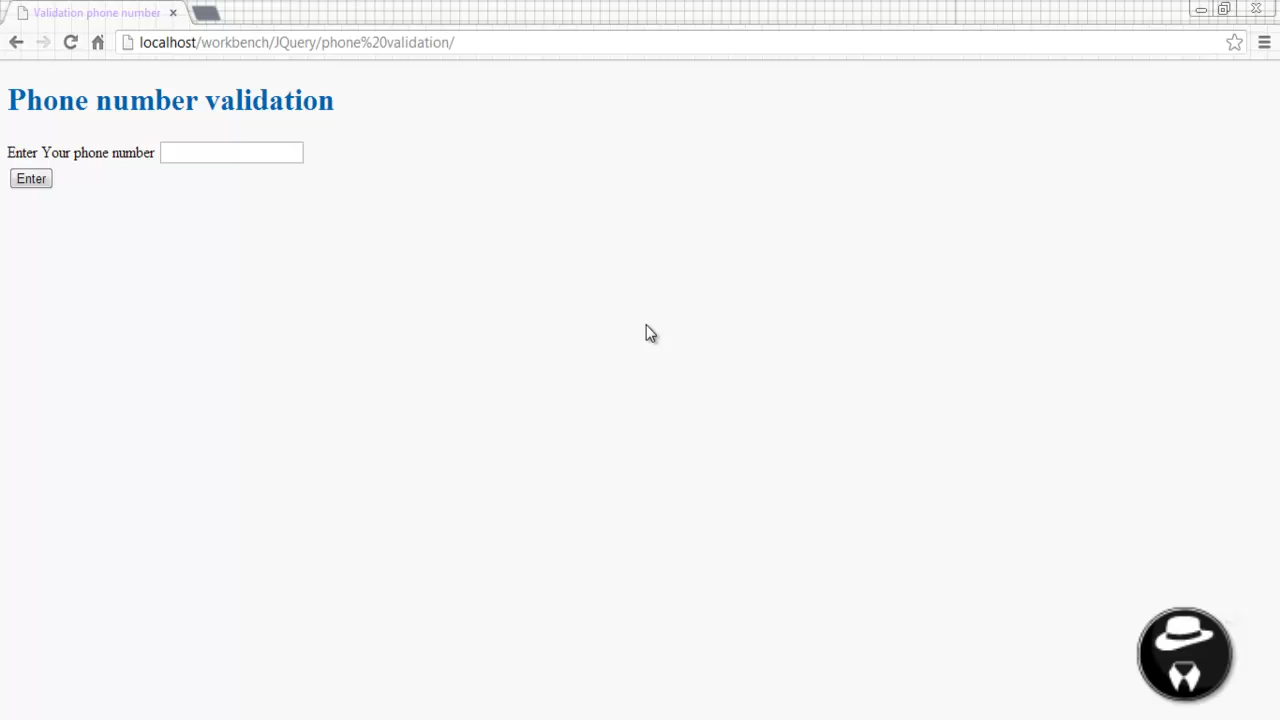 Validation phone number
localhost/workbench/JQuery/phone%20validation/
Phone number validation
Enter Your phone number
Enter